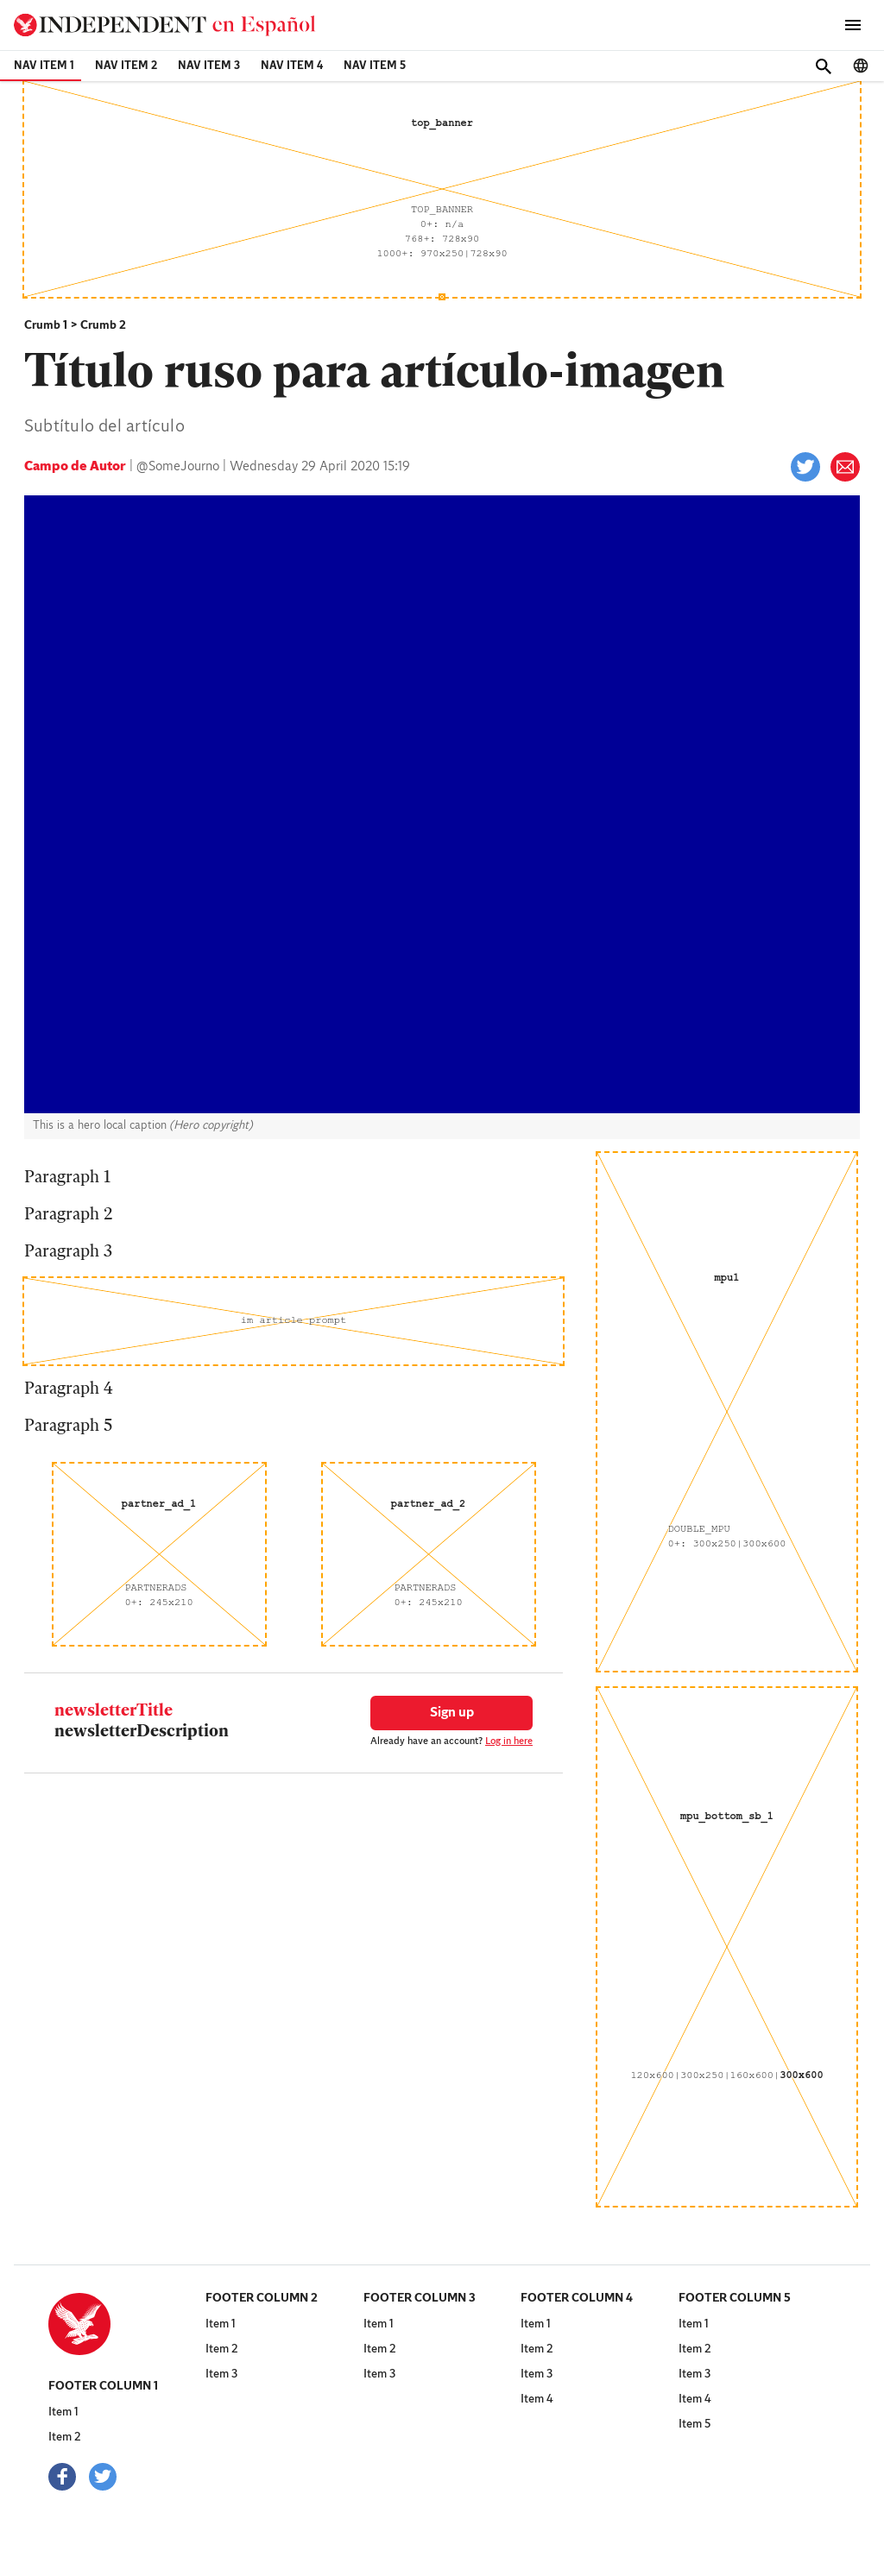 INDEPENDENT en Español
NAV ITEM 1 NAV ITEM 2 NAV ITEM 3 NAV ITEM 4 NAV ITEM 5
top_banner
TOP_BANNER
0+: n/a
768+: 728x90
1000+: 970x250|728x90
Crumb 1 > Crumb 2
Título ruso para artículo-imagen
Subtítulo del artículo
Campo de Autor | @SomeJourno | Wednesday 29 April 2020 15:19
This is a hero local caption (Hero copyright)
Paragraph 1
Paragraph 2
Paragraph 3
im article prompt
Paragraph 4
Paragraph 5
partner_ad_1
PARTNERADS
0+: 245x210
partner_ad_2
PARTNERADS
0+: 245x210
newsletterTitle
newsletterDescription
Sign up
Already have an account? Log in here
mpu1
DOUBLE_MPU
0+: 300x250|300x600
mpu_bottom_sb_1
120x600|300x250|160x600|300x600
FOOTER COLUMN 1
Item 1
Item 2
FOOTER COLUMN 2
Item 1
Item 2
Item 3
FOOTER COLUMN 3
Item 1
Item 2
Item 3
FOOTER COLUMN 4
Item 1
Item 2
Item 3
Item 4
FOOTER COLUMN 5
Item 1
Item 2
Item 3
Item 4
Item 5